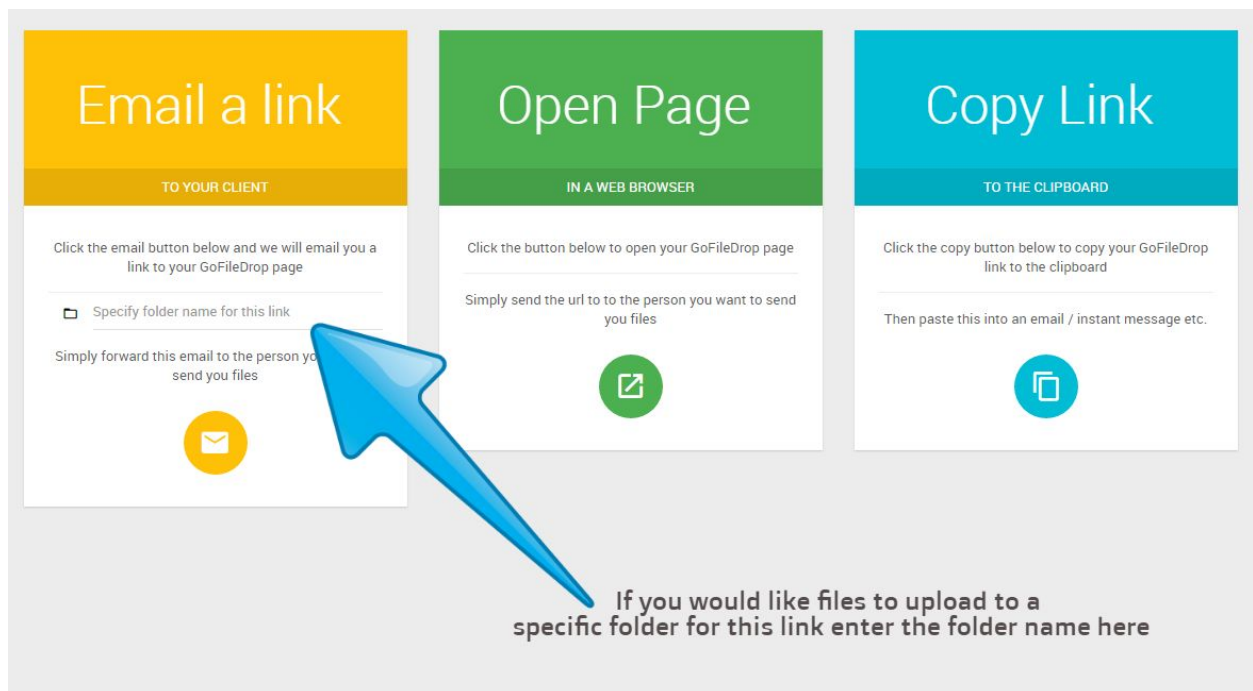 Email a link
TO YOUR CLIENT
Click the email button below and we will email you a
link to your GoFileDrop page
Specify folder name for this link
Simply forward this email to the person yo
send you files
Open Page
IN A WEB BROWSER
Click the button below to open your GoFileDrop page
Simply send the url to to the person you want to send
you files
Copy Link
TO THE CLIPBOARD
Click the copy button below to copy your GoFileDrop
link to the clipboard
Then paste this into an email / instant message etc.
If you would like files to upload to a
specific folder for this link enter the folder name here